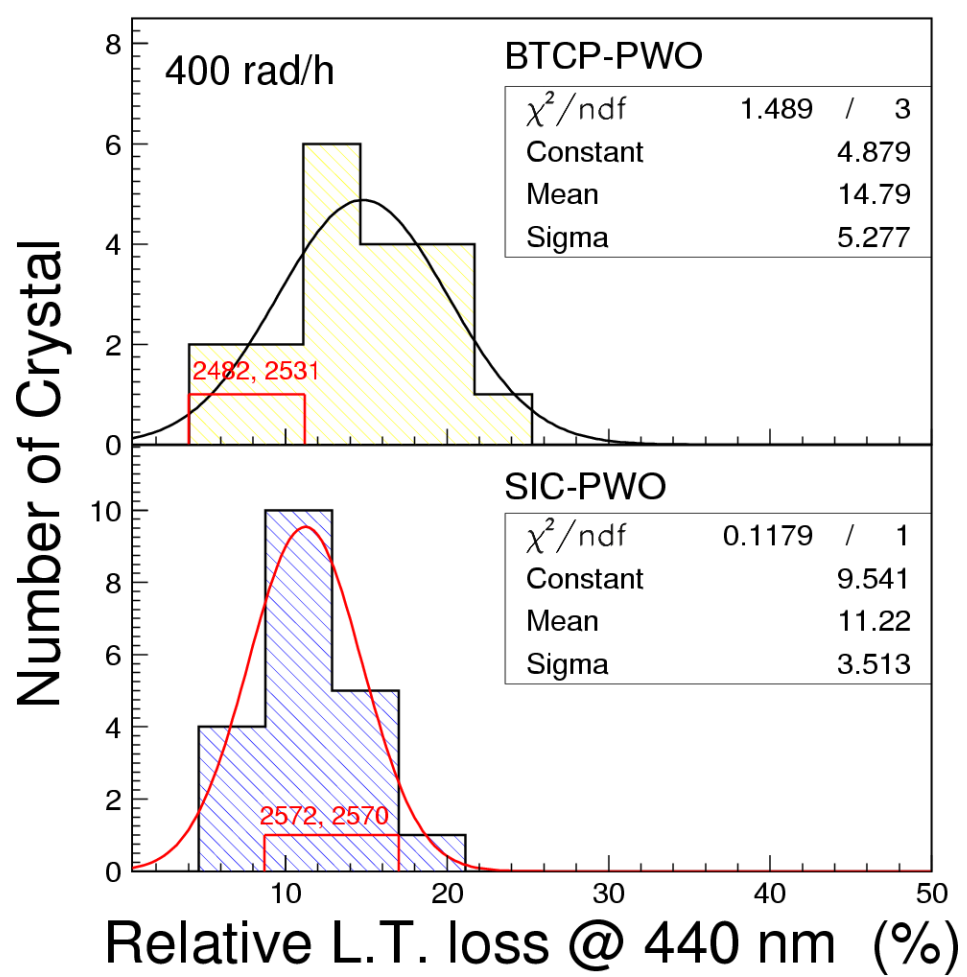 Number of Crystal
400 rad/h
BTCP-PWO
χ²/ndf 1.489 / 3
Constant 4.879
Mean 14.79
Sigma 5.277
8
6
4
2
0
2482, 2531
SIC-PWO
χ²/ndf 0.1179 / 1
Constant 9.541
Mean 11.22
Sigma 3.513
10
8
6
4
2
0
2572, 2570
10 20 30 40 50
Relative L.T. loss @ 440 nm (%)